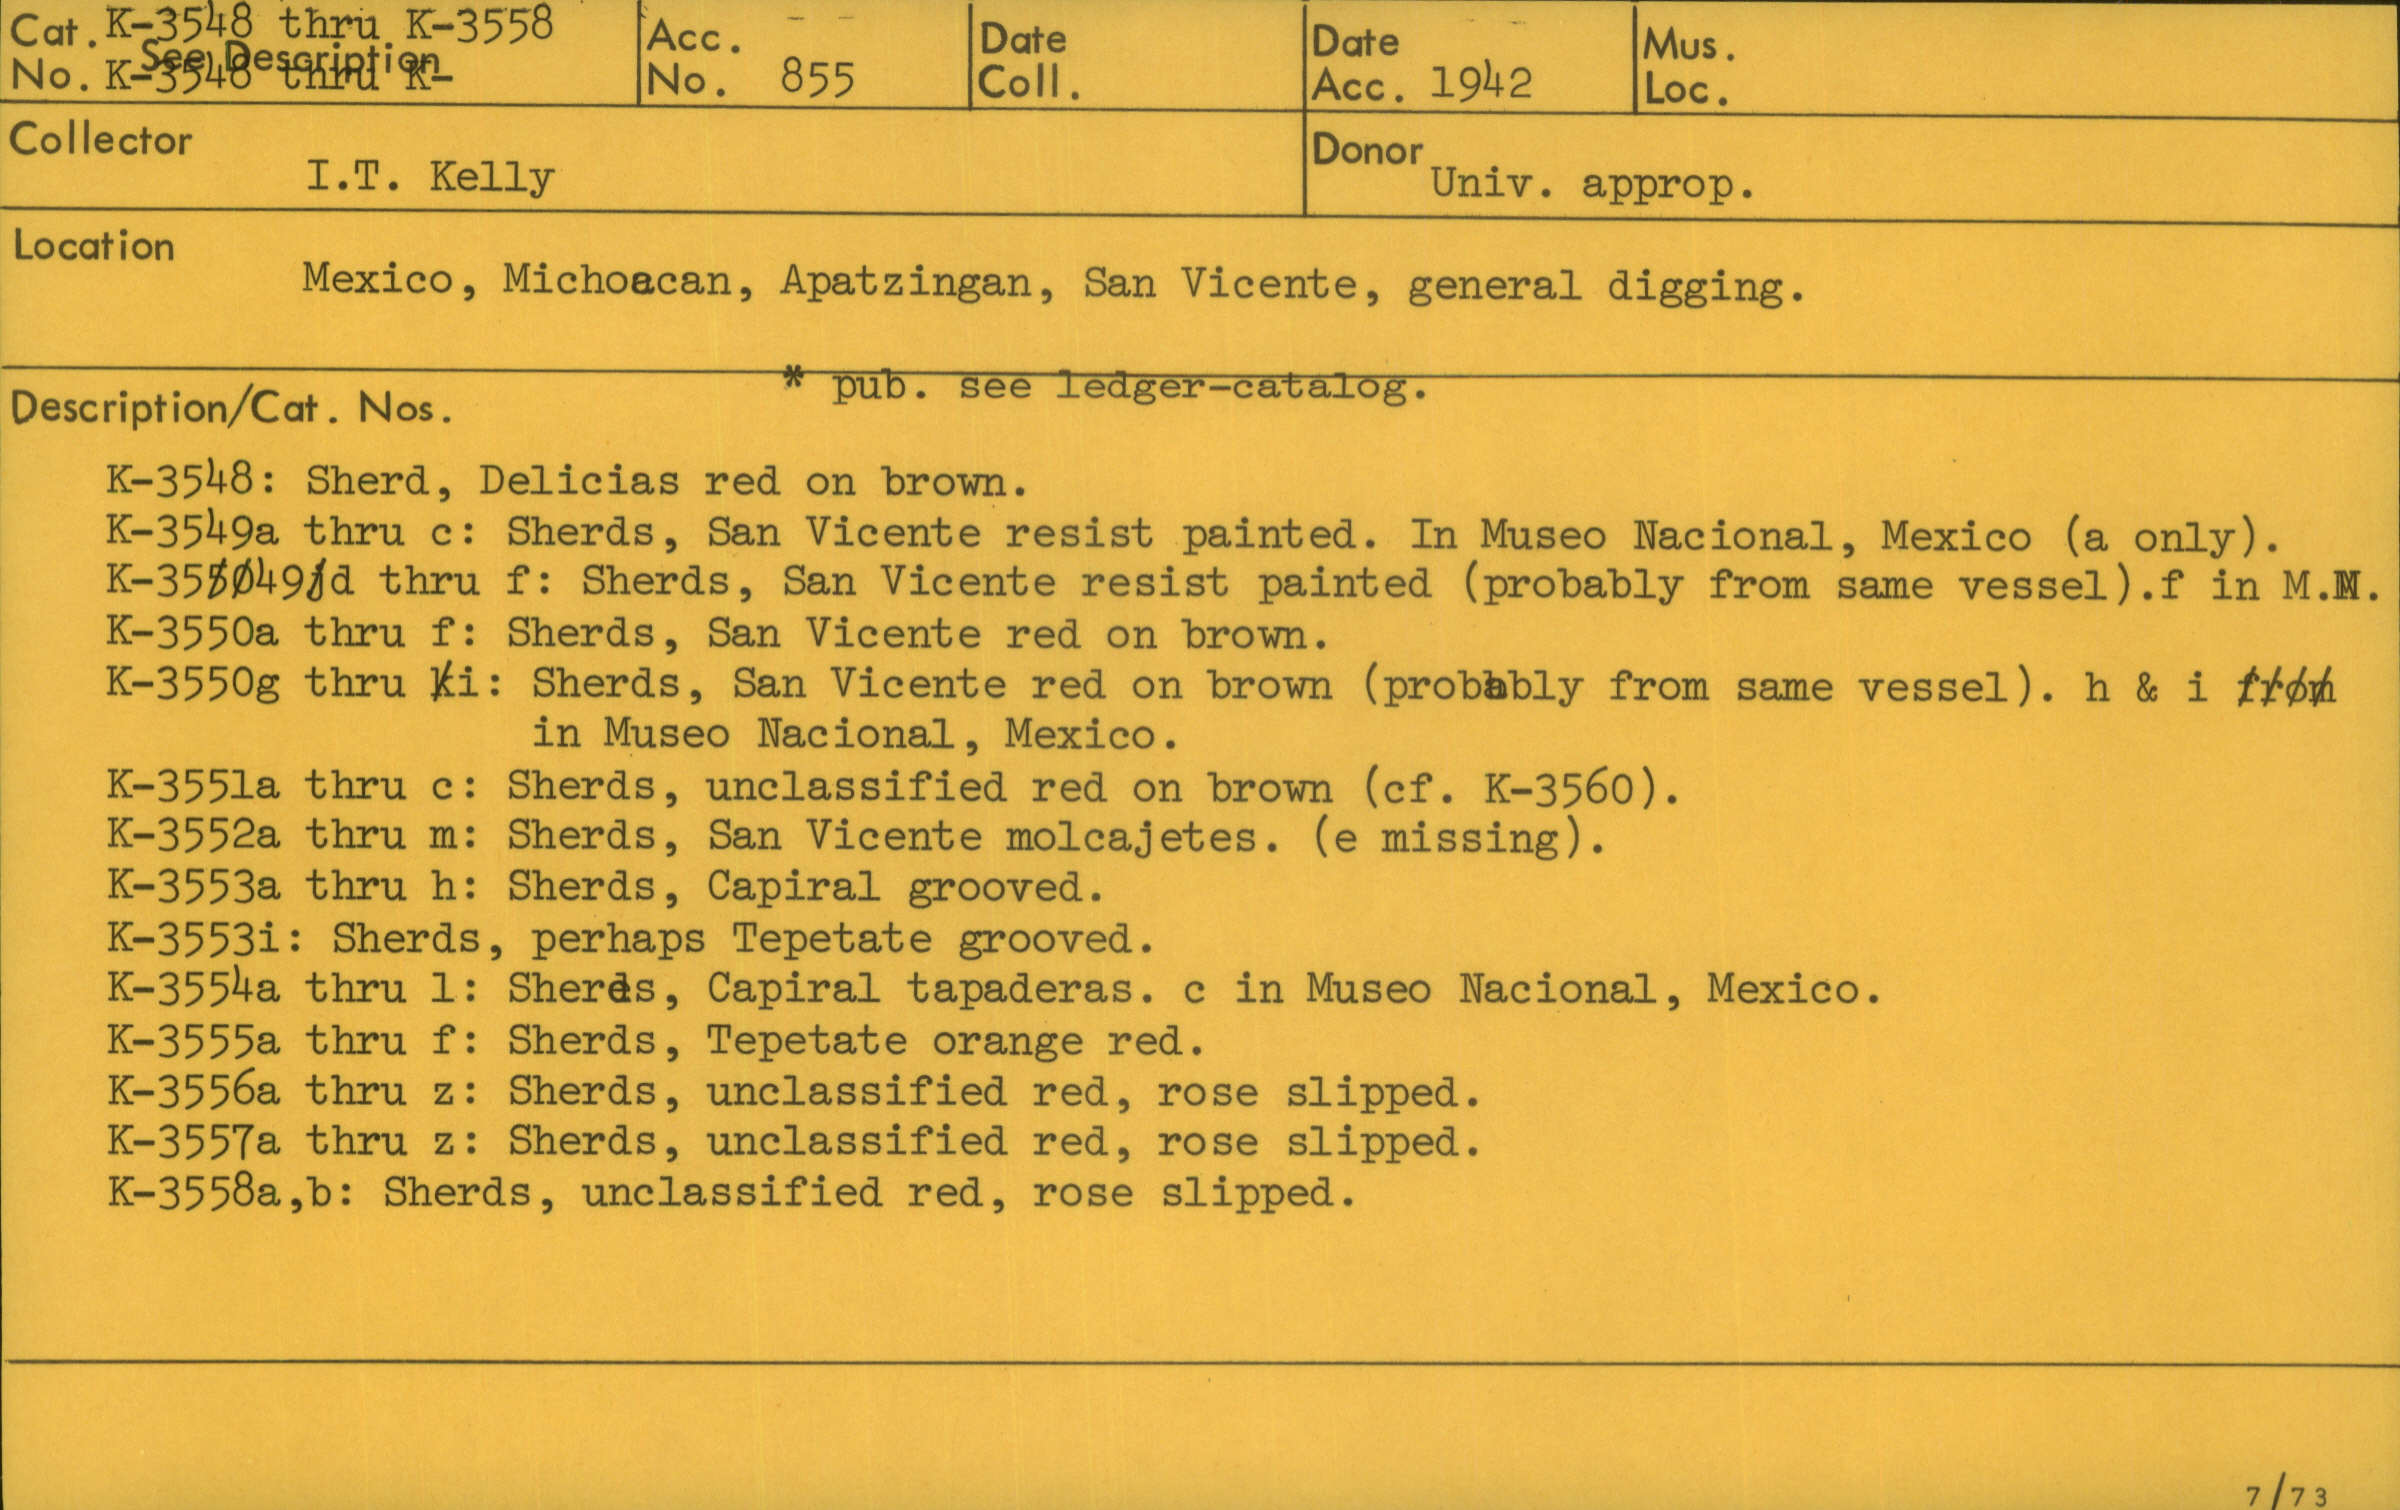 Cat. K-3548 thru K-3558
See Description
No. K-3548 thru K-
Acc.
No. 855
Date
Coll.
Date
Acc. 1942
Mus.
Loc.
Collector
I.T. Kelly
Donor
Univ. approp.
Location
Mexico, Michoacan, Apatzingan, San Vicente, general digging.
* pub. see ledger-catalog.
Description/Cat. Nos.
K-3548: Sherd, Delicias red on brown.
K-3549a thru c: Sherds, San Vicente resist painted. In Museo Nacional, Mexico (a only).
K-3549d thru f: Sherds, San Vicente resist painted (probably from same vessel).f in M.N.
K-3550a thru f: Sherds, San Vicente red on brown.
K-3550g thru i: Sherds, San Vicente red on brown (probably from same vessel). h & i from
in Museo Nacional, Mexico.
K-3551a thru c: Sherds, unclassified red on brown (cf. K-3560).
K-3552a thru m: Sherds, San Vicente molcajetes. (e missing).
K-3553a thru h: Sherds, Capiral grooved.
K-3553i: Sherds, perhaps Tepetate grooved.
K-3554a thru l: Sherds, Capiral tapaderas. c in Museo Nacional, Mexico.
K-3555a thru f: Sherds, Tepetate orange red.
K-3556a thru z: Sherds, unclassified red, rose slipped.
K-3557a thru z: Sherds, unclassified red, rose slipped.
K-3558a,b: Sherds, unclassified red, rose slipped.
7/73